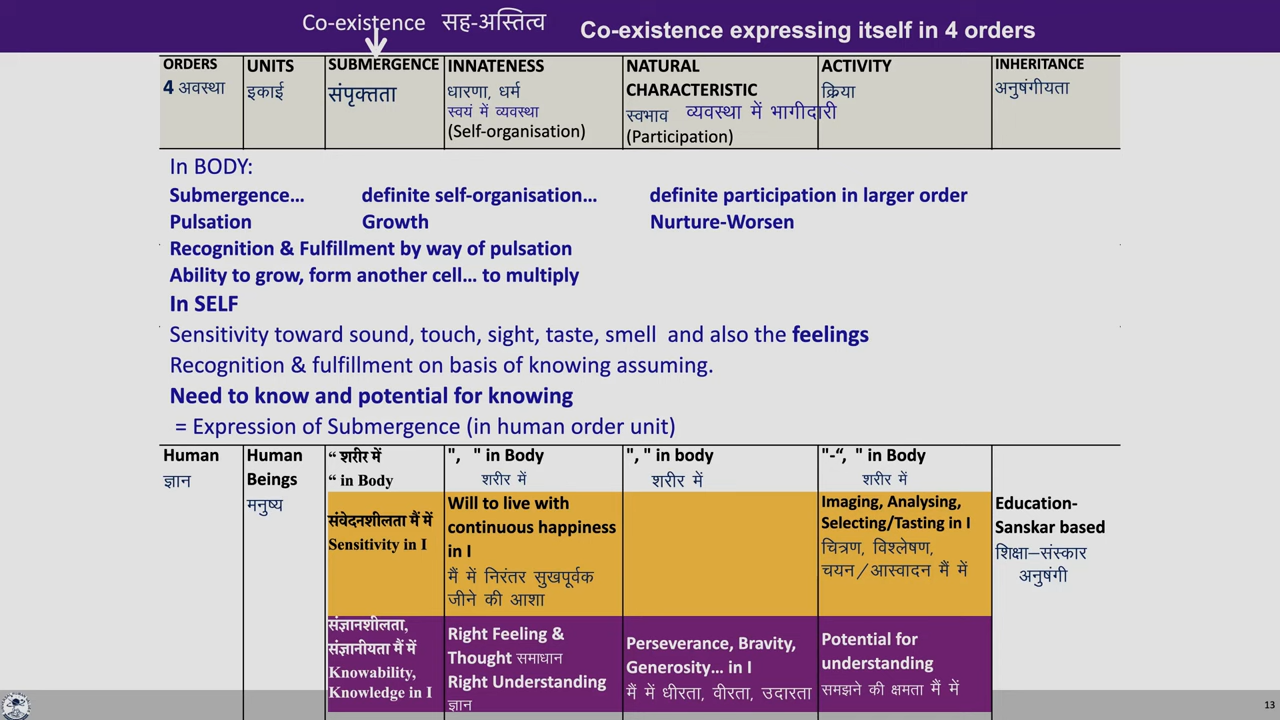 Co-existence सह-अस्तित्व
Co-existence expressing itself in 4 orders
ORDERS
4 अवस्था
UNITS
इकाई
SUBMERGENCE
संपृक्तता
INNATENESS
धारणा, धर्म
स्वयं में व्यवस्था
(Self-organisation)
NATURAL
CHARACTERISTIC
स्वभाव व्यवस्था में भागीदारी
(Participation)
ACTIVITY
क्रिया
INHERITANCE
अनुषंगीयता
In BODY:
Submergence… definite self-organisation… definite participation in larger order
Pulsation Growth Nurture-Worsen
Recognition & Fulfillment by way of pulsation
Ability to grow, form another cell… to multiply
In SELF
Sensitivity toward sound, touch, sight, taste, smell and also the feelings
Recognition & fulfillment on basis of knowing assuming.
Need to know and potential for knowing
= Expression of Submergence (in human order unit)
Human
ज्ञान
Human
Beings
मनुष्य
“ शरीर में
“ in Body
संवेदनशीलता मैं में
Sensitivity in I
संज्ञानशीलता,
संज्ञानीयता मैं में
Knowability,
Knowledge in I
", " in Body
शरीर में
Will to live with
continuous happiness
in I
मैं में निरंतर सुखपूर्वक
जीने की आशा
Right Feeling &
Thought समाधान
Right Understanding
ज्ञान
", " in body
शरीर में
Perseverance, Bravity,
Generosity… in I
मैं में धीरता, वीरता, उदारता
"-“, " in Body
शरीर में
Imaging, Analysing,
Selecting/Tasting in I
चित्रण, विश्लेषण,
चयन/आस्वादन मैं में
Potential for
understanding
समझने की क्षमता मैं में
Education-
Sanskar based
शिक्षा–संस्कार
अनुषंगी
13